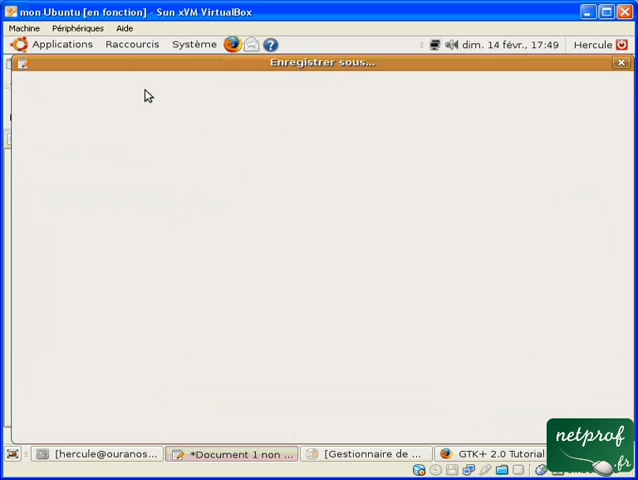 mon Ubuntu [en fonction] - Sun xVM VirtualBox
Machine Périphériques Aide
Applications Raccourcis Système dim. 14 févr., 17:49 Hercule
Enregistrer sous...
[hercule@ouranos... *Document 1 non ... [Gestionnaire de ... GTK+ 2.0 Tutorial
netprof
.fr